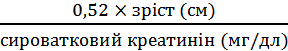 0,52 × зріст (см)
сироватковий креатинін (мг/дл)